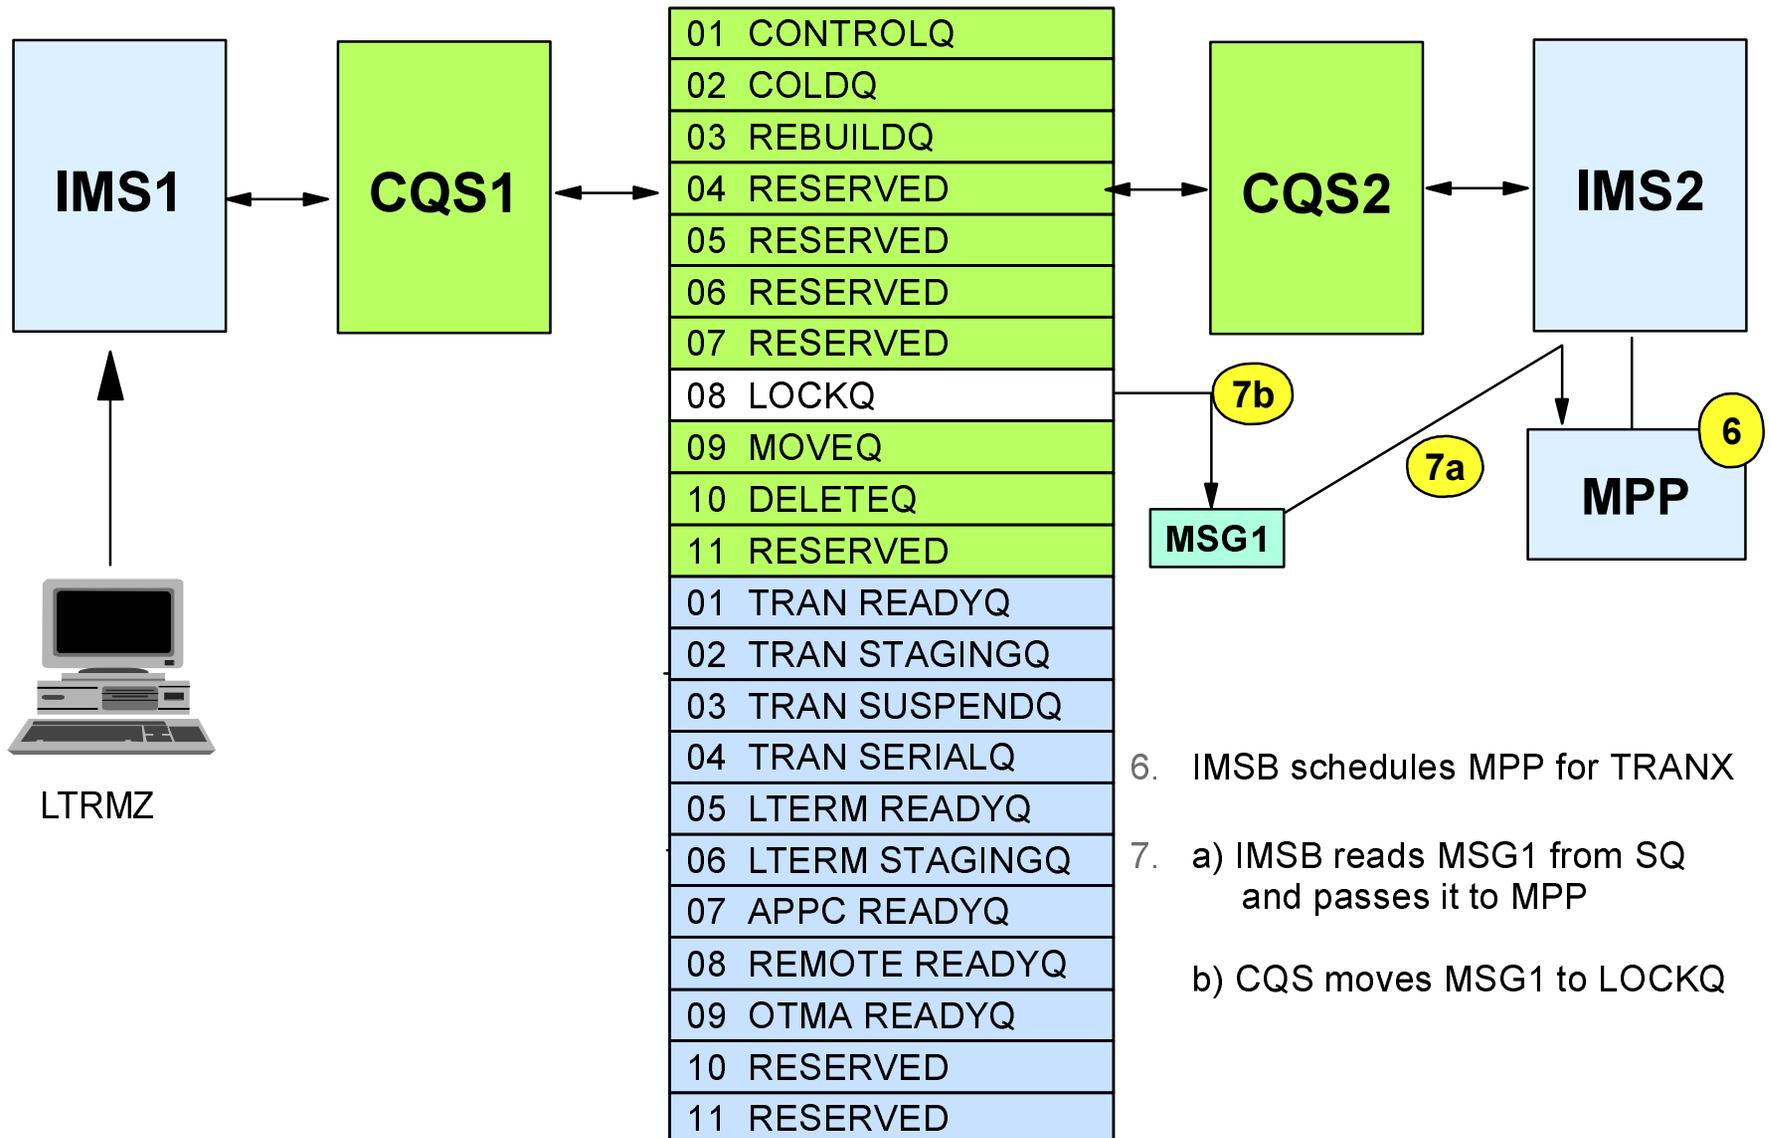 IMS1
CQS1
01 CONTROLQ
02 COLDQ
03 REBUILDQ
04 RESERVED
05 RESERVED
06 RESERVED
07 RESERVED
08 LOCKQ
09 MOVEQ
10 DELETEQ
11 RESERVED
01 TRAN READYQ
02 TRAN STAGINGQ
03 TRAN SUSPENDQ
04 TRAN SERIALQ
05 LTERM READYQ
06 LTERM STAGINGQ
07 APPC READYQ
08 REMOTE READYQ
09 OTMA READYQ
10 RESERVED
11 RESERVED
CQS2
IMS2
7b
7a
6
MPP
MSG1
LTRMZ
6. IMSB schedules MPP for TRANX
7. a) IMSB reads MSG1 from SQ
and passes it to MPP
b) CQS moves MSG1 to LOCKQ